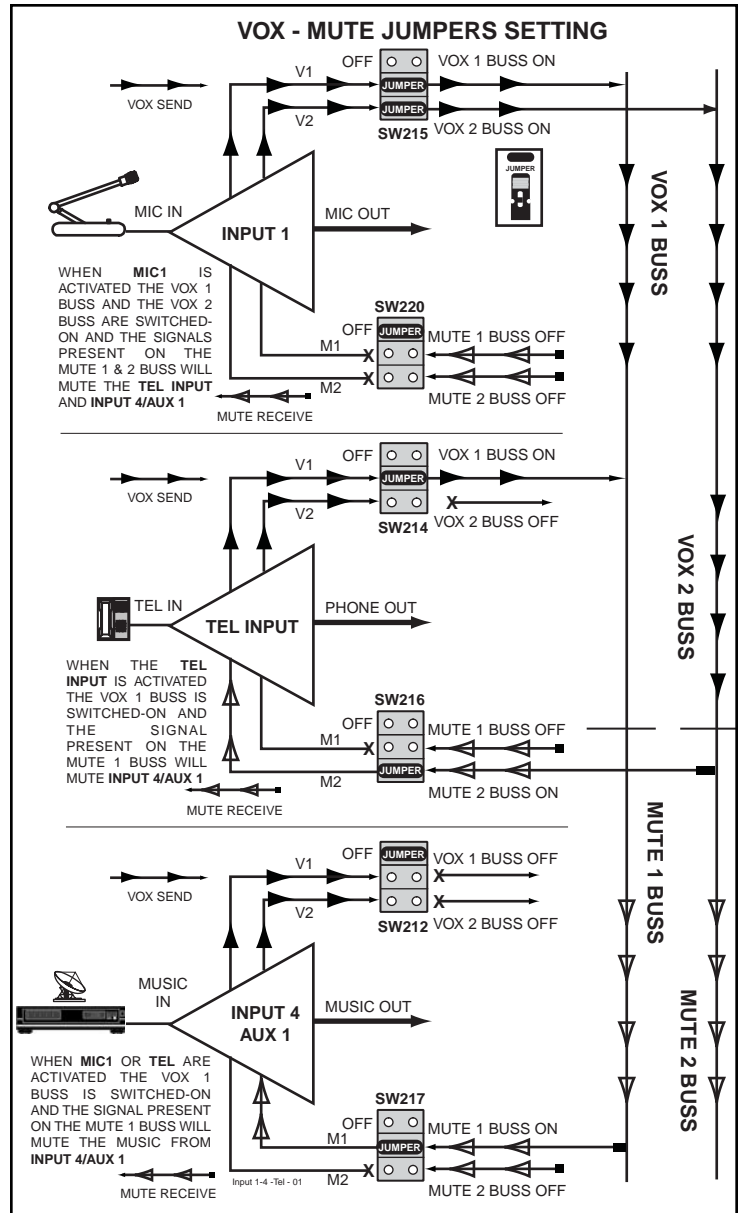 VOX - MUTE JUMPERS SETTING
OFF
VOX 1 BUSS ON
V1
JUMPER
VOX SEND
V2
JUMPER
VOX 2 BUSS ON
SW215
JUMPER
MIC IN
INPUT 1
MIC OUT
VOX 1 BUSS
WHEN MIC1 IS
ACTIVATED THE VOX 1
BUSS AND THE VOX 2
BUSS ARE SWITCHED-
ON AND THE SIGNALS
PRESENT ON THE
MUTE 1 & 2 BUSS WILL
MUTE THE TEL INPUT
AND INPUT 4/AUX 1
SW220
OFF
JUMPER
MUTE 1 BUSS OFF
M1
X
X
M2
MUTE 2 BUSS OFF
MUTE RECEIVE
OFF
VOX 1 BUSS ON
V1
JUMPER
VOX SEND
V2
X
VOX 2 BUSS OFF
SW214
VOX 2 BUSS
TEL IN
TEL INPUT
PHONE OUT
WHEN THE TEL
INPUT IS ACTIVATED
THE VOX 1 BUSS IS
SWITCHED-ON AND
THE SIGNAL
PRESENT ON THE
MUTE 1 BUSS WILL
MUTE INPUT 4/AUX 1
SW216
OFF
MUTE 1 BUSS OFF
M1
X
JUMPER
M2
MUTE 2 BUSS ON
MUTE RECEIVE
MUTE 1 BUSS
OFF
JUMPER
VOX 1 BUSS OFF
V1
X
VOX SEND
V2
X
VOX 2 BUSS OFF
SW212
MUSIC
IN
INPUT 4
AUX 1
MUSIC OUT
MUTE 2 BUSS
WHEN MIC1 OR TEL ARE
ACTIVATED THE VOX 1
BUSS IS SWITCHED-ON
AND THE SIGNAL PRESENT
ON THE MUTE 1 BUSS WILL
MUTE THE MUSIC FROM
INPUT 4/AUX 1
SW217
OFF
MUTE 1 BUSS ON
M1
JUMPER
X
M2
MUTE 2 BUSS OFF
Input 1-4 -Tel - 01
MUTE RECEIVE